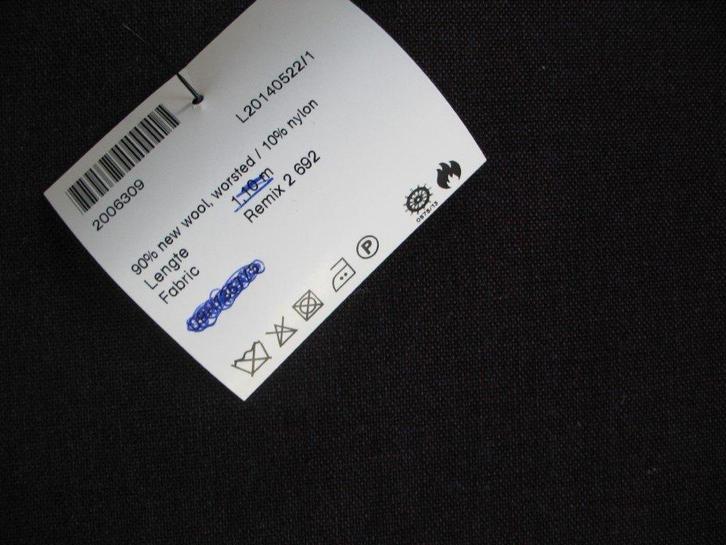 L20140522/1
2006309
90% new wool, worsted / 10% nylon
Lengte 1,10 m
Fabric Remix 2 692
P